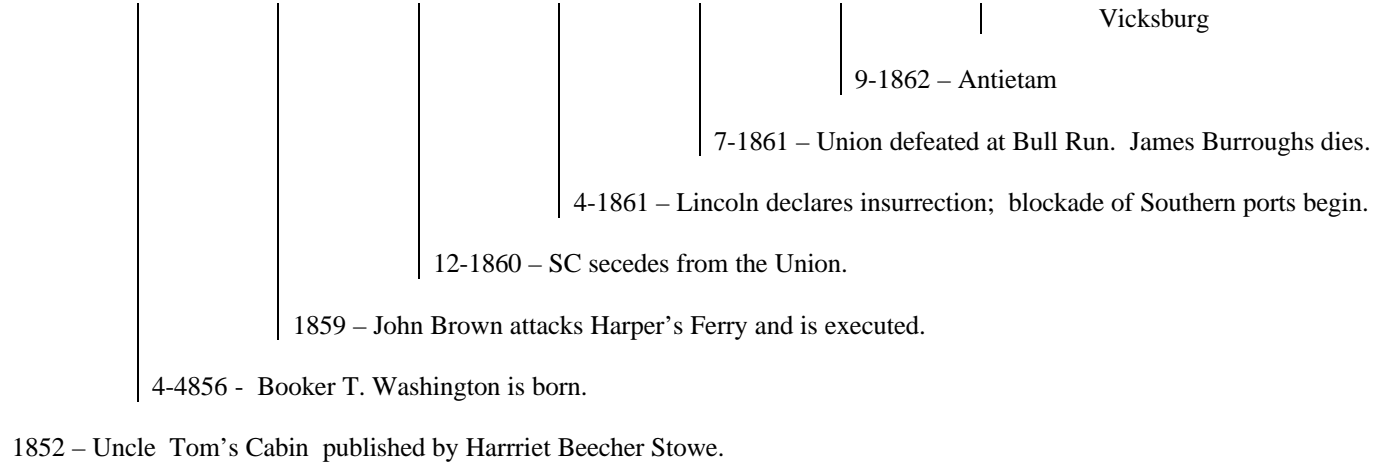 Vicksburg
9-1862 – Antietam
7-1861 – Union defeated at Bull Run.  James Burroughs dies.
4-1861 – Lincoln declares insurrection;  blockade of Southern ports begin.
12-1860 – SC secedes from the Union.
1859 – John Brown attacks Harper’s Ferry and is executed.
4-4856 -  Booker T. Washington is born.
1852 – Uncle  Tom’s Cabin  published by Harrriet Beecher Stowe.